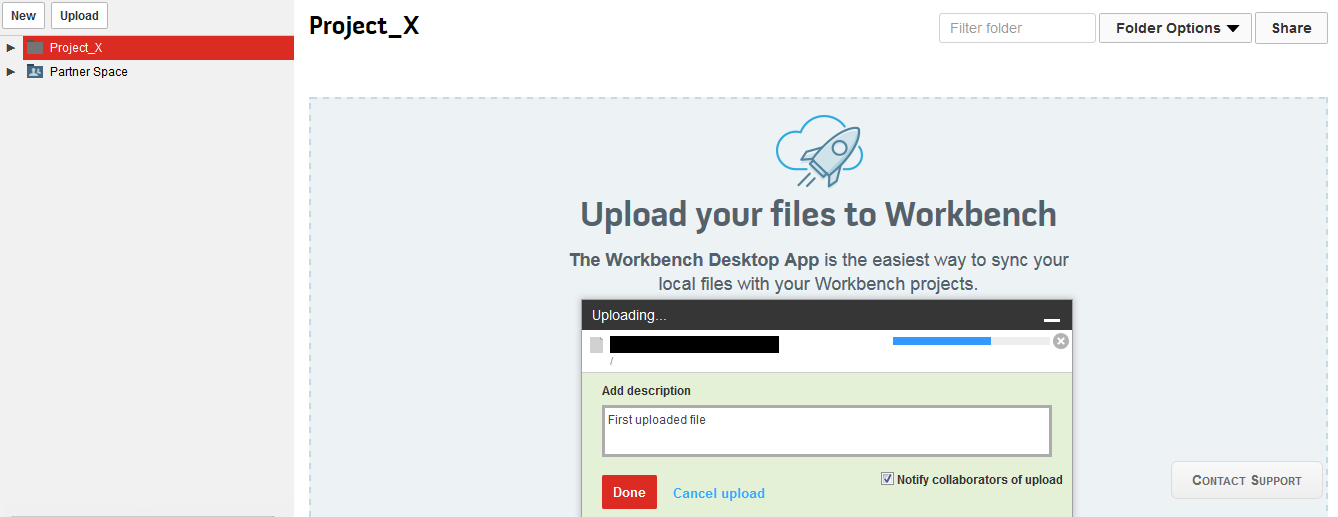 New Upload
Project_X
Partner Space
Project_X
Filter folder Folder Options Share
Upload your files to Workbench
The Workbench Desktop App is the easiest way to sync your
local files with your Workbench projects.
Uploading...
/
Add description
First uploaded file
Notify collaborators of upload
Done Cancel upload
Contact Support